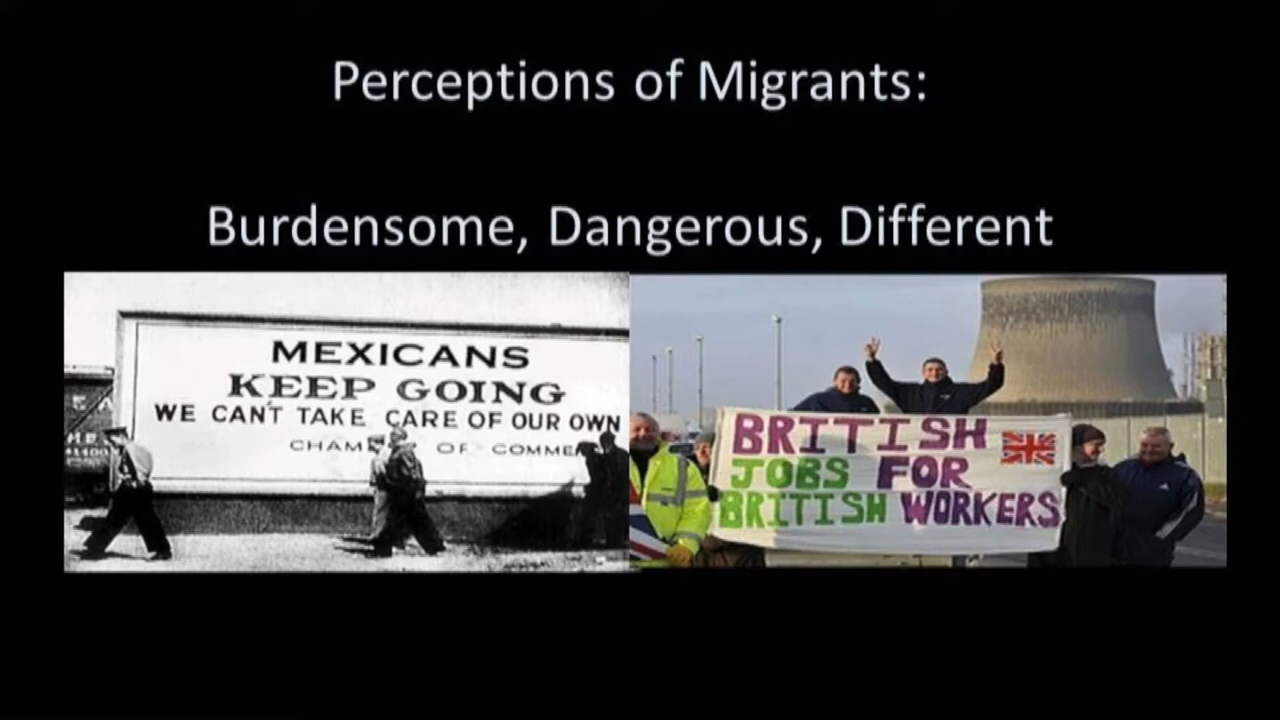 Perceptions of Migrants:
Burdensome, Dangerous, Different
MEXICANS
KEEP GOING
WE CAN'T TAKE CARE OF OUR OWN
OF
BRITISH
JOBS FOR
BRITISH WORKERS